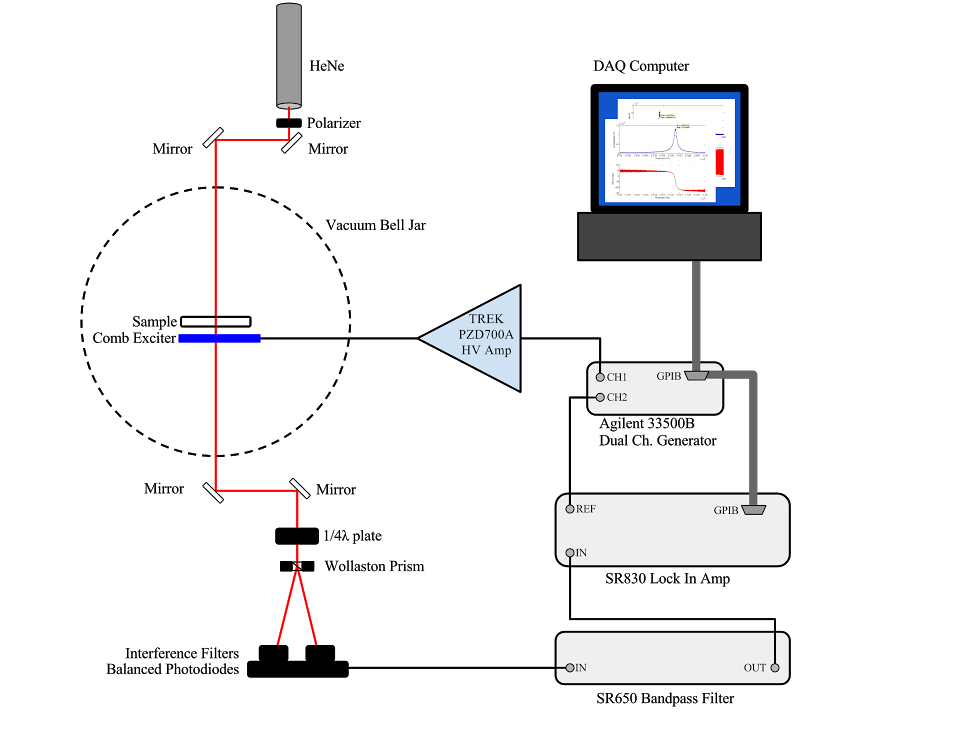 HeNe
DAQ Computer
Polarizer
Mirror
Mirror
Vacuum Bell Jar
Sample
Comb Exciter
TREK
PZD700A
HV Amp
CH1
GPIB
CH2
Agilent 33500B
Dual Ch. Generator
Mirror
Mirror
REF
GPIB
1/4λ plate
IN
Wollaston Prism
SR830 Lock In Amp
Interference Filters
Balanced Photodiodes
IN
OUT
SR650 Bandpass Filter